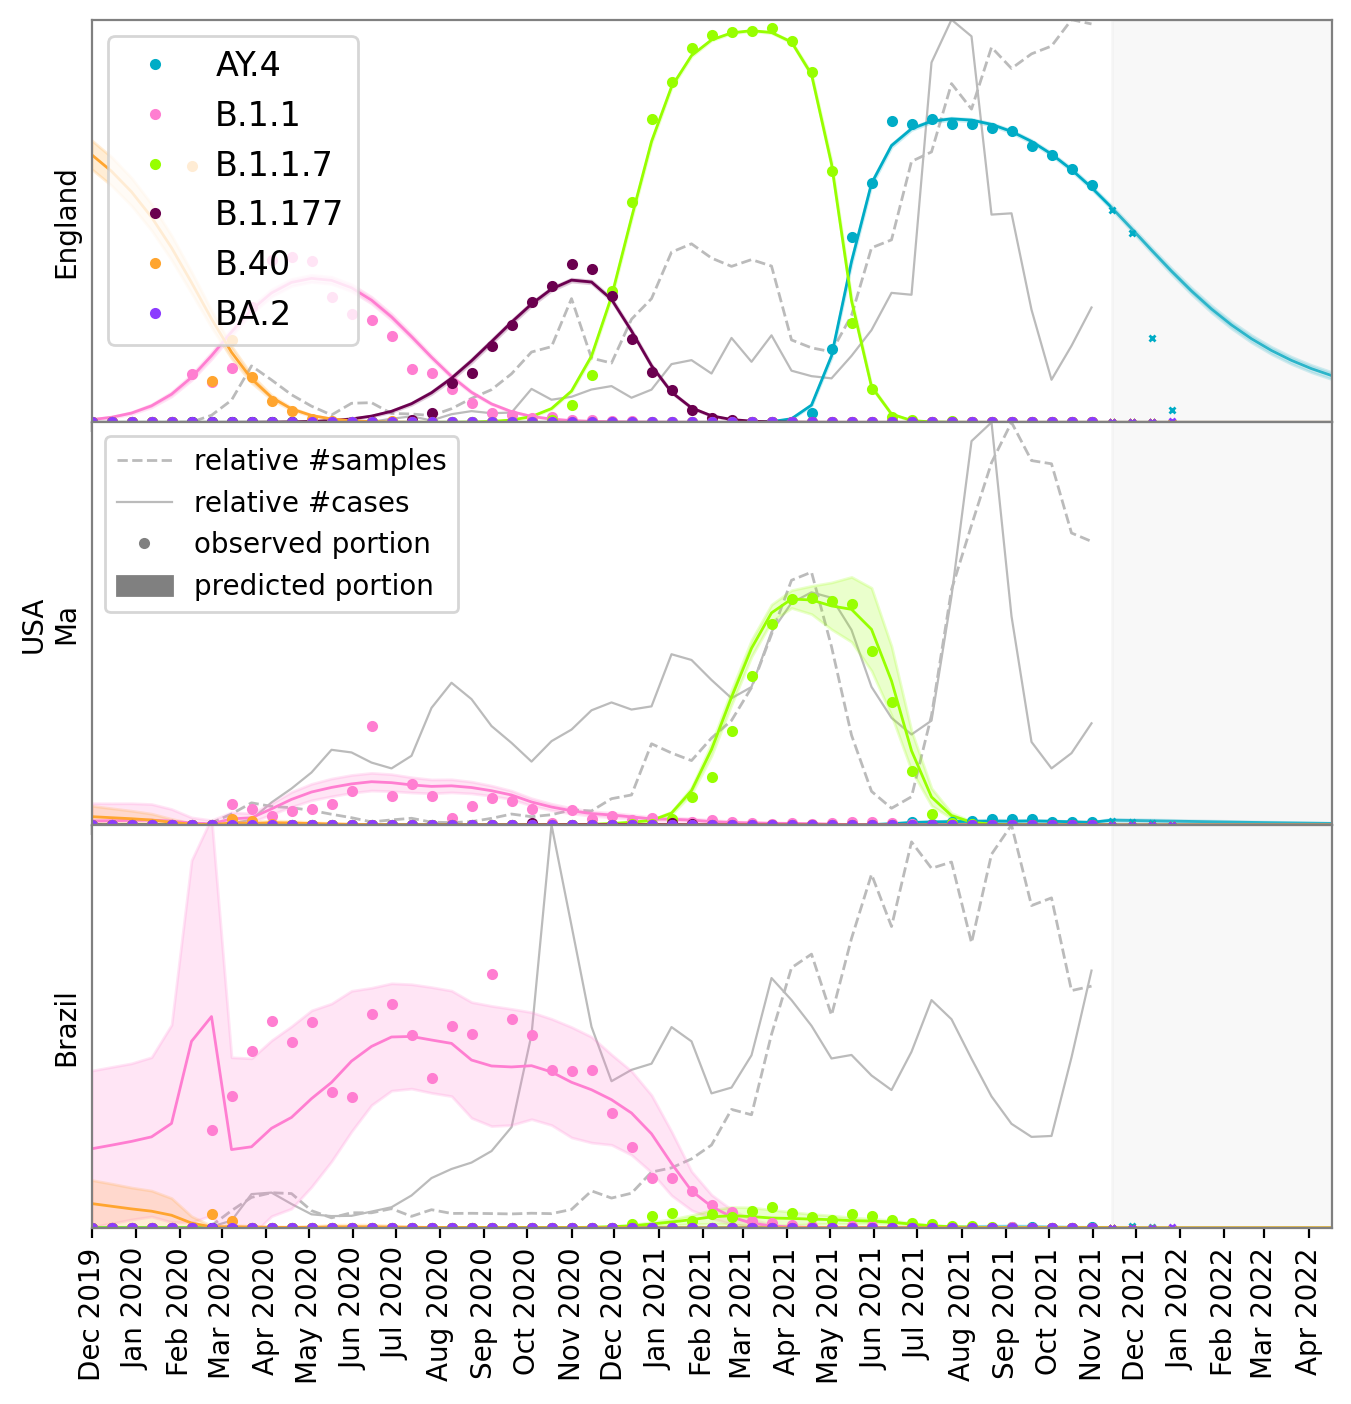 England
AY.4
B.1.1
B.1.1.7
B.1.177
B.40
BA.2
USA
Ma
relative #samples
relative #cases
observed portion
predicted portion
Brazil
Dec 2019
Jan 2020
Feb 2020
Mar 2020
Apr 2020
May 2020
Jun 2020
Jul 2020
Aug 2020
Sep 2020
Oct 2020
Nov 2020
Dec 2020
Jan 2021
Feb 2021
Mar 2021
Apr 2021
May 2021
Jun 2021
Jul 2021
Aug 2021
Sep 2021
Oct 2021
Nov 2021
Dec 2021
Jan 2022
Feb 2022
Mar 2022
Apr 2022